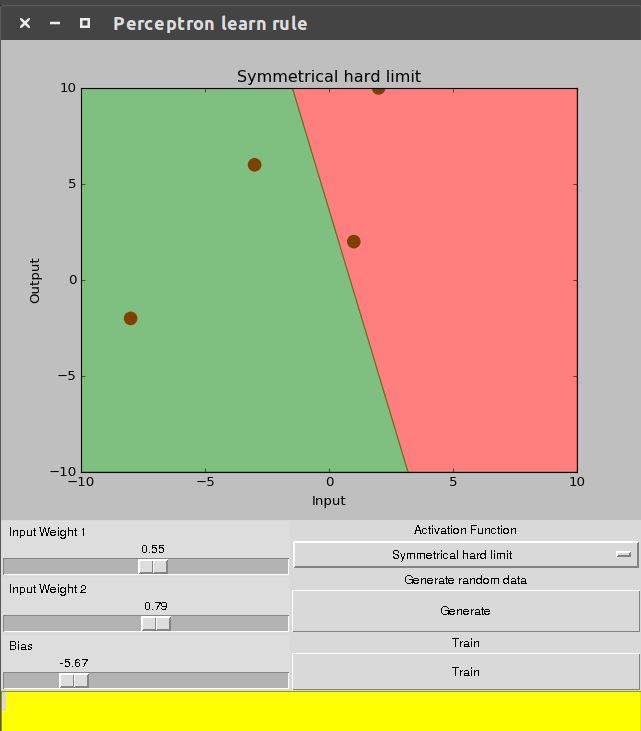 Perceptron learn rule
Symmetrical hard limit
10
5
0
−5
−10
Output
−10
−5
0
5
10
Input
Input Weight 1
0.55
Input Weight 2
0.79
Bias
-5.67
Activation Function
Symmetrical hard limit
Generate random data
Generate
Train
Train